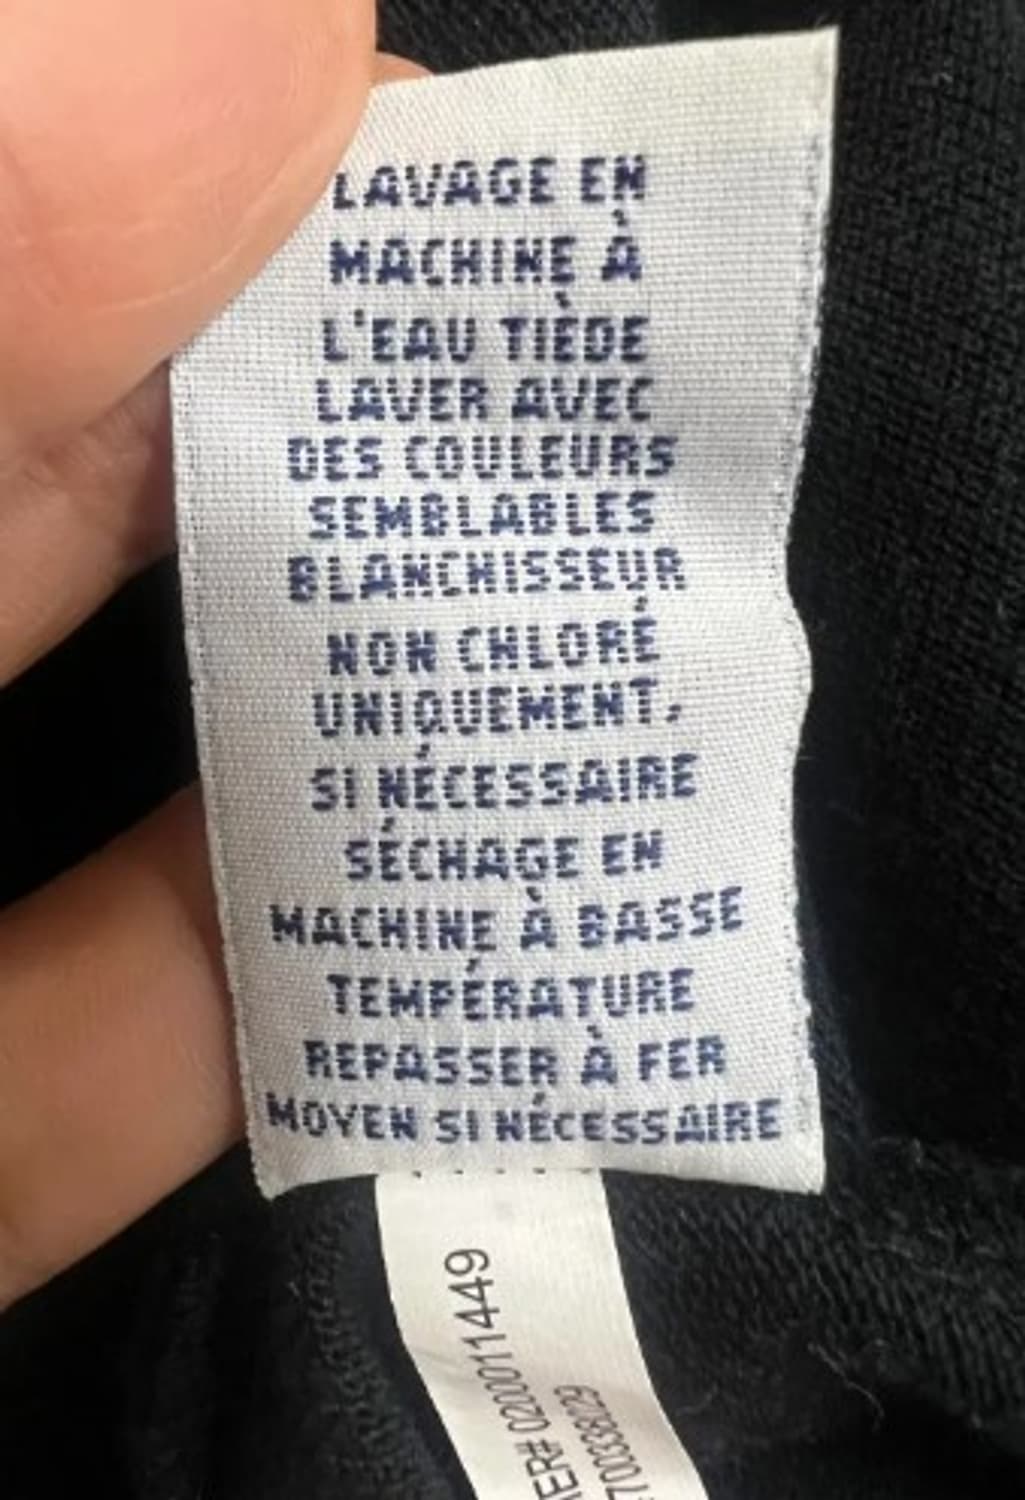 LAVAGE EN
MACHINE À
L'EAU TIÈDE
LAVER AVEC
DES COULEURS
SEMBLABLES
BLANCHISSEUR
NON CHLORÉ
UNIQUEMENT.
SI NÉCESSAIRE
SÉCHAGE EN
MACHINE À BASSE
TEMPÉRATURE
REPASSER À FER
MOYEN SI NÉCESSAIRE
0200011449